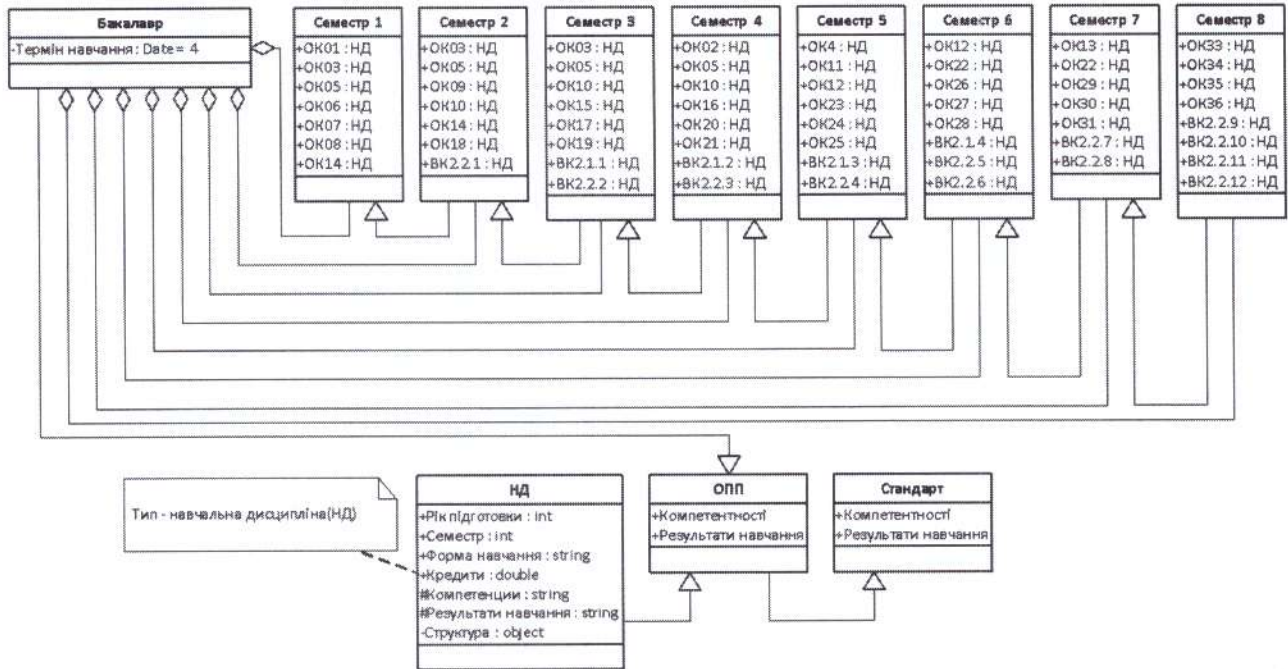 Бакалавр
-Термін навчання : Date = 4
Семестр 1
+ОК01 : НД
+ОК03 : НД
+ОК05 : НД
+ОК06 : НД
+ОК07 : НД
+ОК08 : НД
+ОК14 : НД
Семестр 2
+ОК03 : НД
+ОК05 : НД
+ОК09 : НД
+ОК10 : НД
+ОК14 : НД
+ОК18 : НД
+ВК2.2.1 : НД
Семестр 3
+ОК03 : НД
+ОК05 : НД
+ОК10 : НД
+ОК15 : НД
+ОК17 : НД
+ОК19 : НД
+ВК2.1.1 : НД
+ВК2.2.2 : НД
Семестр 4
+ОК02 : НД
+ОК05 : НД
+ОК10 : НД
+ОК16 : НД
+ОК20 : НД
+ОК21 : НД
+ВК2.1.2 : НД
+ВК2.2.3 : НД
Семестр 5
+ОК4 : НД
+ОК11 : НД
+ОК12 : НД
+ОК23 : НД
+ОК24 : НД
+ОК25 : НД
+ВК2.1.3 : НД
+ВК2.2.4 : НД
Семестр 6
+ОК12 : НД
+ОК22 : НД
+ОК26 : НД
+ОК27 : НД
+ОК28 : НД
+ВК2.1.4 : НД
+ВК2.2.5 : НД
+ВК2.2.6 : НД
Семестр 7
+ОК13 : НД
+ОК22 : НД
+ОК29 : НД
+ОК30 : НД
+ОК31 : НД
+ВК2.2.7 : НД
+ВК2.2.8 : НД
Семестр 8
+ОК33 : НД
+ОК34 : НД
+ОК35 : НД
+ОК36 : НД
+ВК2.2.9 : НД
+ВК2.2.10 : НД
+ВК2.2.11 : НД
+ВК2.2.12 : НД
Тип - навчальна дисципліна(НД)
НД
+Рік підготовки : int
+Семестр : int
+Форма навчання : string
+Кредити : double
#Компетенции : string
#Результати навчання : string
-Структура : object
ОПП
+Компетентності
+Результати навчання
Стандарт
+Компетентності
+Результати навчання